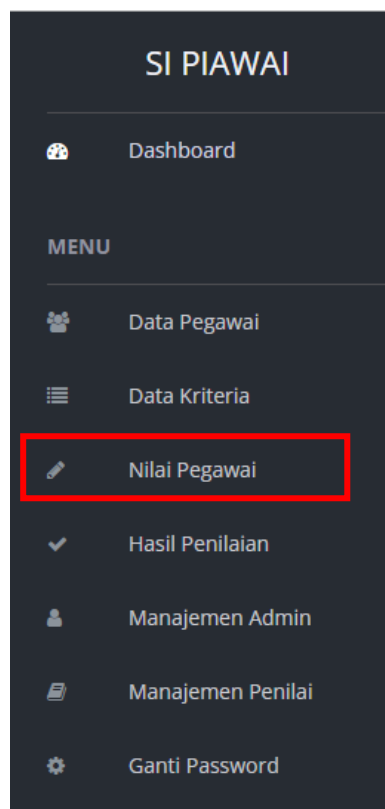 SI PIAWAI
Dashboard
MENU
Data Pegawai
Data Kriteria
Nilai Pegawai
Hasil Penilaian
Manajemen Admin
Manajemen Penilai
Ganti Password